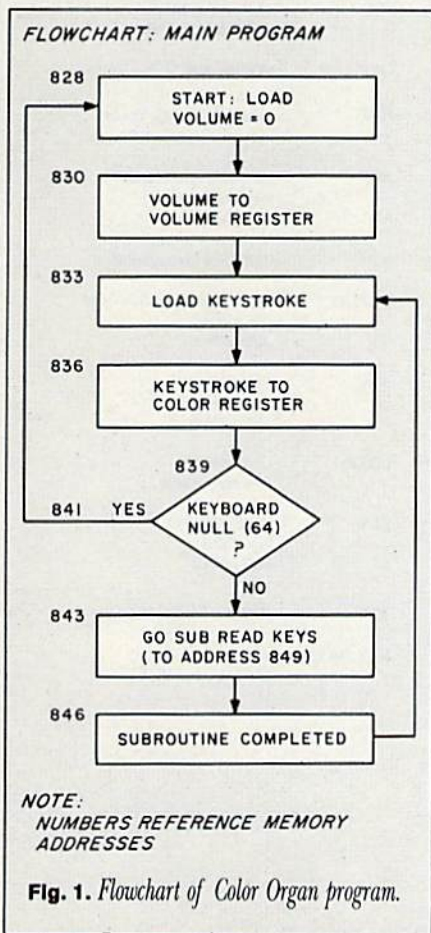 FLOWCHART: MAIN PROGRAM
828
START: LOAD
VOLUME = 0
830
VOLUME TO
VOLUME REGISTER
833
LOAD KEYSTROKE
836
KEYSTROKE TO
COLOR REGISTER
839
841 YES
KEYBOARD
NULL (64)
?
NO
843
GO SUB READ KEYS
(TO ADDRESS 849)
846
SUBROUTINE COMPLETED
NOTE:
NUMBERS REFERENCE MEMORY
ADDRESSES
Fig. 1. Flowchart of Color Organ program.